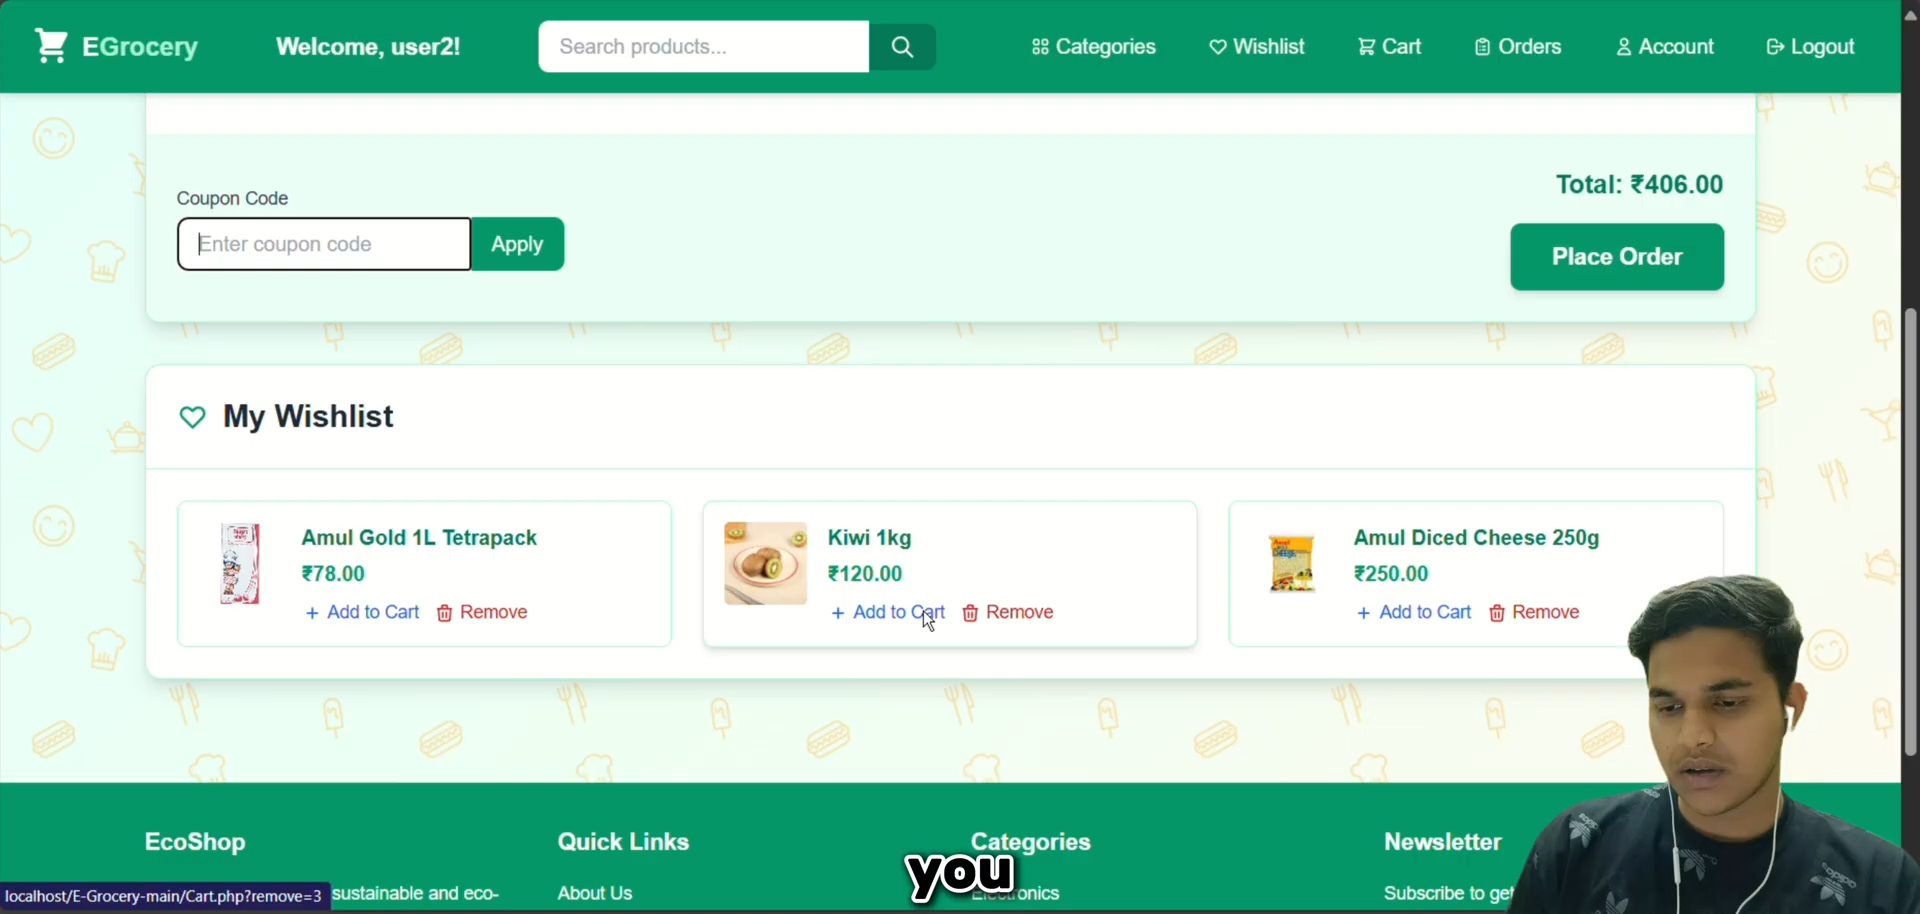 EGrocery
Welcome, user2!
Search products...
Categories
Wishlist
Cart
Orders
Account
Logout
Coupon Code
Enter coupon code
Apply
Total: ₹406.00
Place Order
My Wishlist
Amul Gold 1L Tetrapack
₹78.00
+ Add to Cart
Remove
Kiwi 1kg
₹120.00
+ Add to Cart
Remove
Amul Diced Cheese 250g
₹250.00
+ Add to Cart
Remove
EcoShop
Quick Links
Categories
Newsletter
you
localhost/E-Grocery-main/Cart.php?remove=3
sustainable and eco-
About Us
Electronics
Subscribe to get